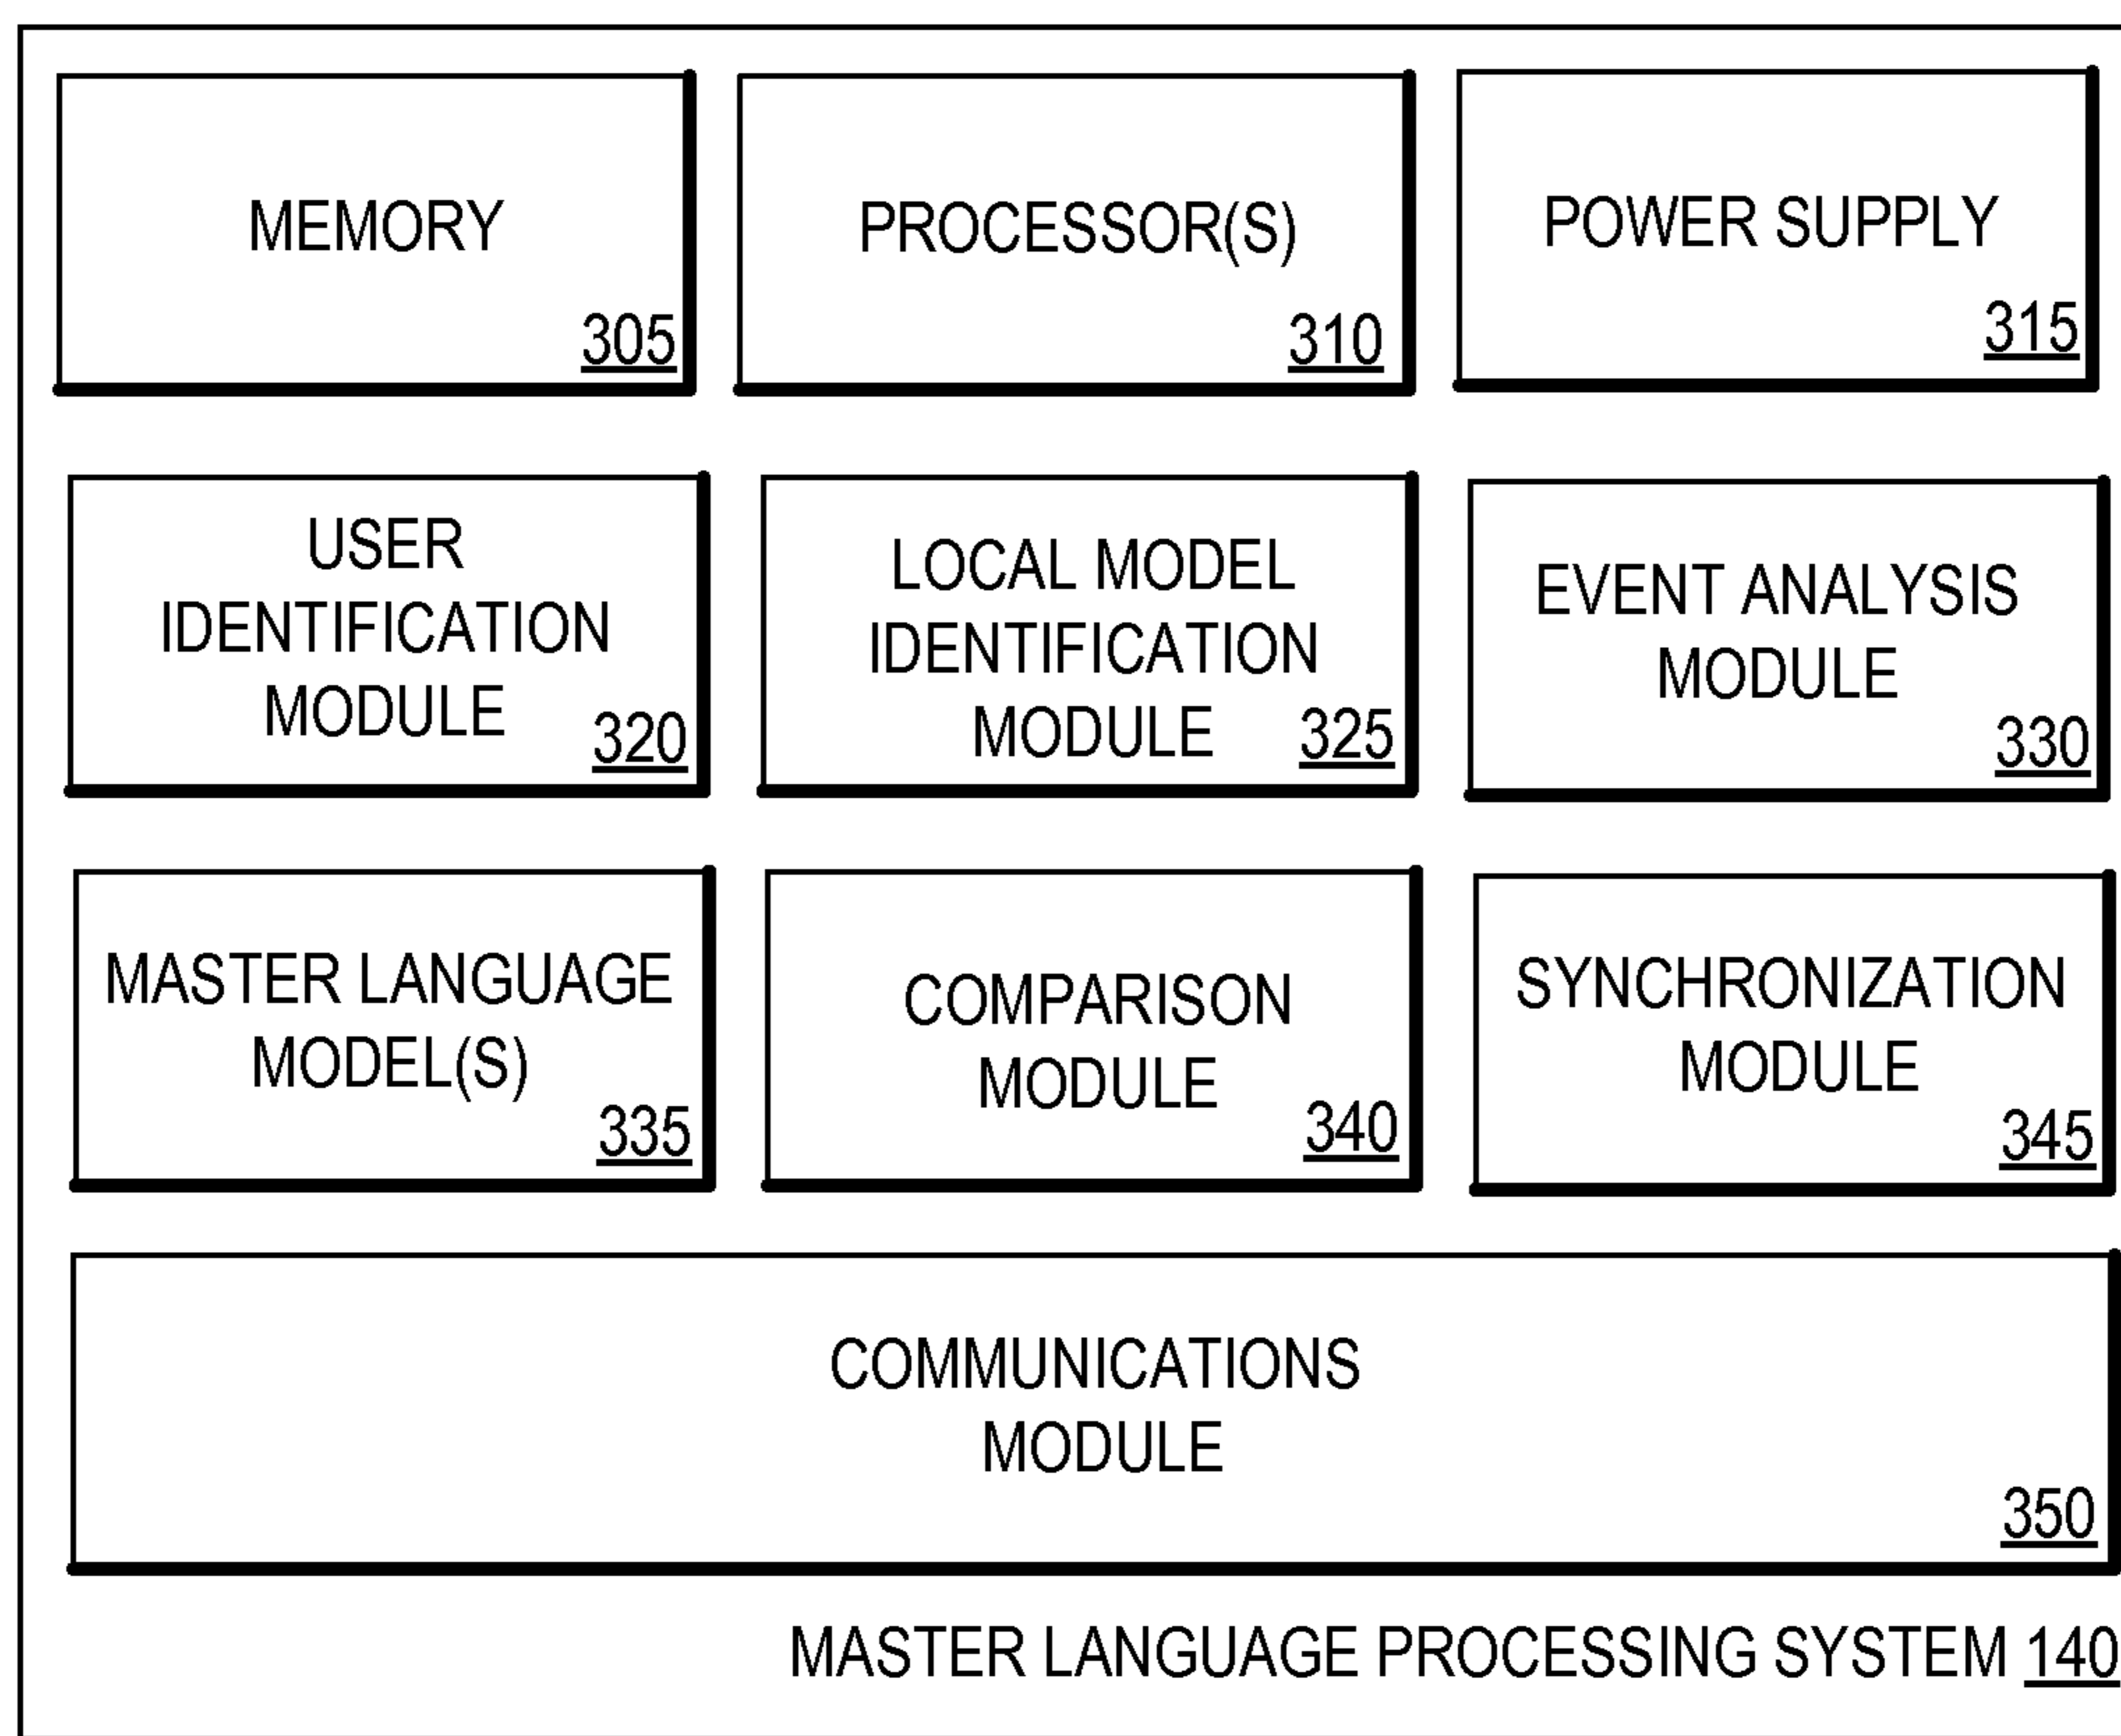 MEMORY
305
PROCESSOR(S)
310
POWER SUPPLY
315
USER
IDENTIFICATION
MODULE
320
LOCAL MODEL
IDENTIFICATION
MODULE
325
EVENT ANALYSIS
MODULE
330
MASTER LANGUAGE
MODEL(S)
335
COMPARISON
MODULE
340
SYNCHRONIZATION
MODULE
345
COMMUNICATIONS
MODULE
350
MASTER LANGUAGE PROCESSING SYSTEM 140